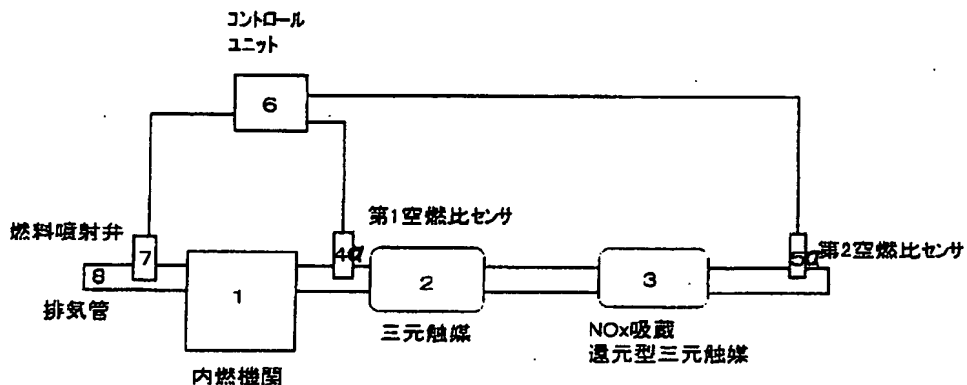 コントロール
ユニット
6
燃料噴射弁
7
第1空燃比センサ
4a
第2空燃比センサ
5a
8
排気管
1
内燃機関
2
三元触媒
3
NOx吸蔵
還元型三元触媒